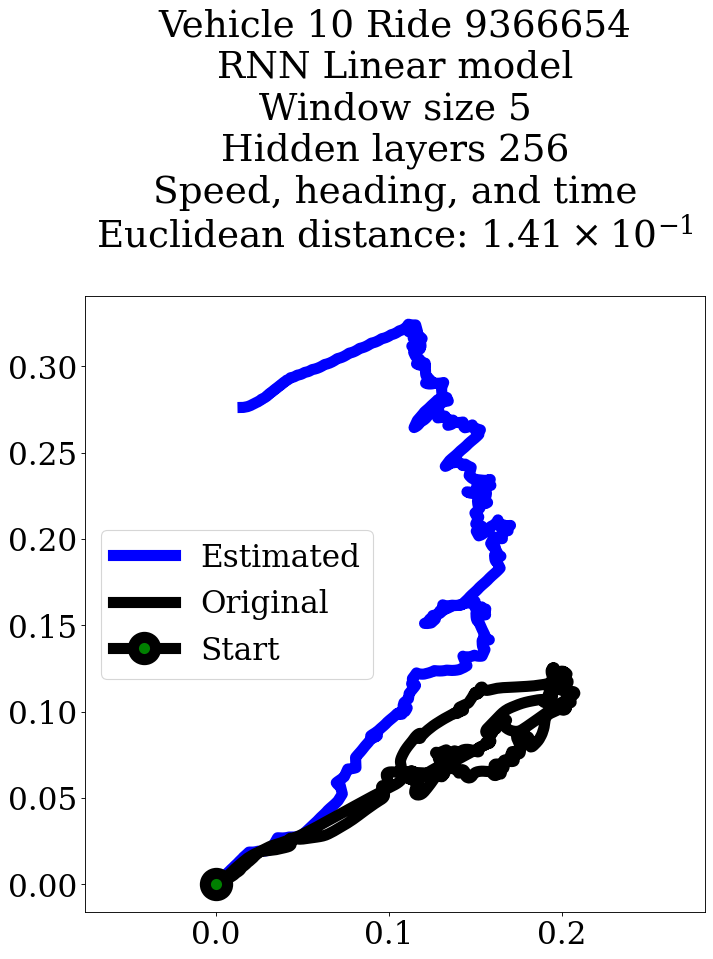 Vehicle 10 Ride 9366654
RNN Linear model
Window size 5
Hidden layers 256
Speed, heading, and time
Euclidean distance: 1.41 × 10⁻¹
0.30
0.25
0.20
0.15
0.10
0.05
0.00
Estimated
Original
Start
0.0 0.1 0.2